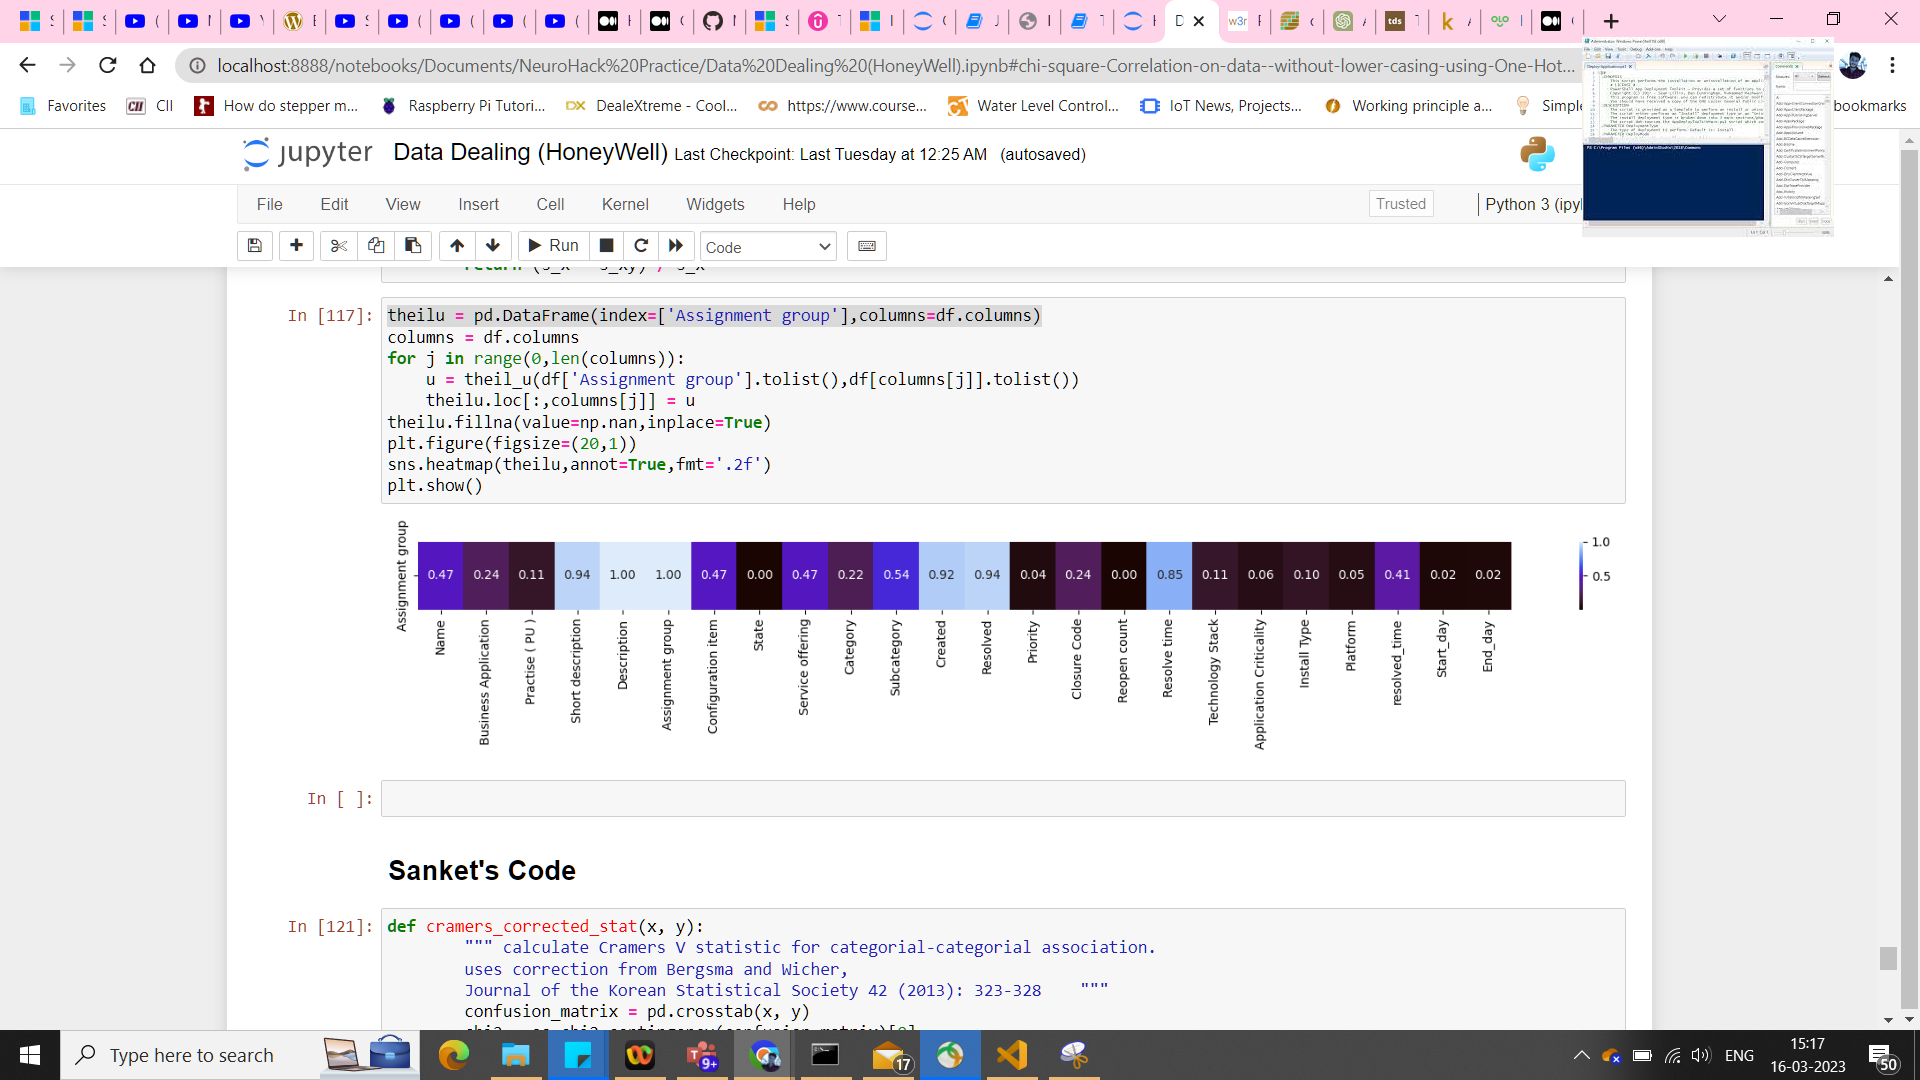 localhost:8888/notebooks/Documents/NeuroHack%20Practice/Data%20Dealing%20(HoneyWell).ipynb#chi-square-Correlation-on-data--without-lower-casing-using-One-Hot...
Favorites CII How do stepper m... Raspberry Pi Tutori... DX DealeXtreme - Cool... https://www.course... Water Level Control... IoT News, Projects... Working principle a... Simple bookmarks
jupyter Data Dealing (HoneyWell) Last Checkpoint: Last Tuesday at 12:25 AM (autosaved)
File Edit View Insert Cell Kernel Widgets Help Trusted Python 3 (ipyl
Run Code
return (s_x - s_xy) / s_x
In [117]: theilu = pd.DataFrame(index=['Assignment group'],columns=df.columns)
columns = df.columns
for j in range(0,len(columns)):
u = theil_u(df['Assignment group'].tolist(),df[columns[j]].tolist())
theilu.loc[:,columns[j]] = u
theilu.fillna(value=np.nan,inplace=True)
plt.figure(figsize=(20,1))
sns.heatmap(theilu,annot=True,fmt='.2f')
plt.show()
Assignment group
0.47 0.24 0.11 0.94 1.00 1.00 0.47 0.00 0.47 0.22 0.54 0.92 0.94 0.04 0.24 0.00 0.85 0.11 0.06 0.10 0.05 0.41 0.02 0.02
1.0
0.5
Name
Business Application
Practise ( PU )
Short description
Description
Assignment group
Configuration item
State
Service offering
Category
Subcategory
Created
Resolved
Priority
Closure Code
Reopen count
Resolve time
Technology Stack
Application Criticality
Install Type
Platform
resolved_time
Start_day
End_day
In [ ]:
Sanket's Code
In [121]: def cramers_corrected_stat(x, y):
""" calculate Cramers V statistic for categorial-categorial association.
uses correction from Bergsma and Wicher,
Journal of the Korean Statistical Society 42 (2013): 323-328 """
confusion_matrix = pd.crosstab(x, y)
Type here to search
9+
17
ENG
15:17
16-03-2023
50